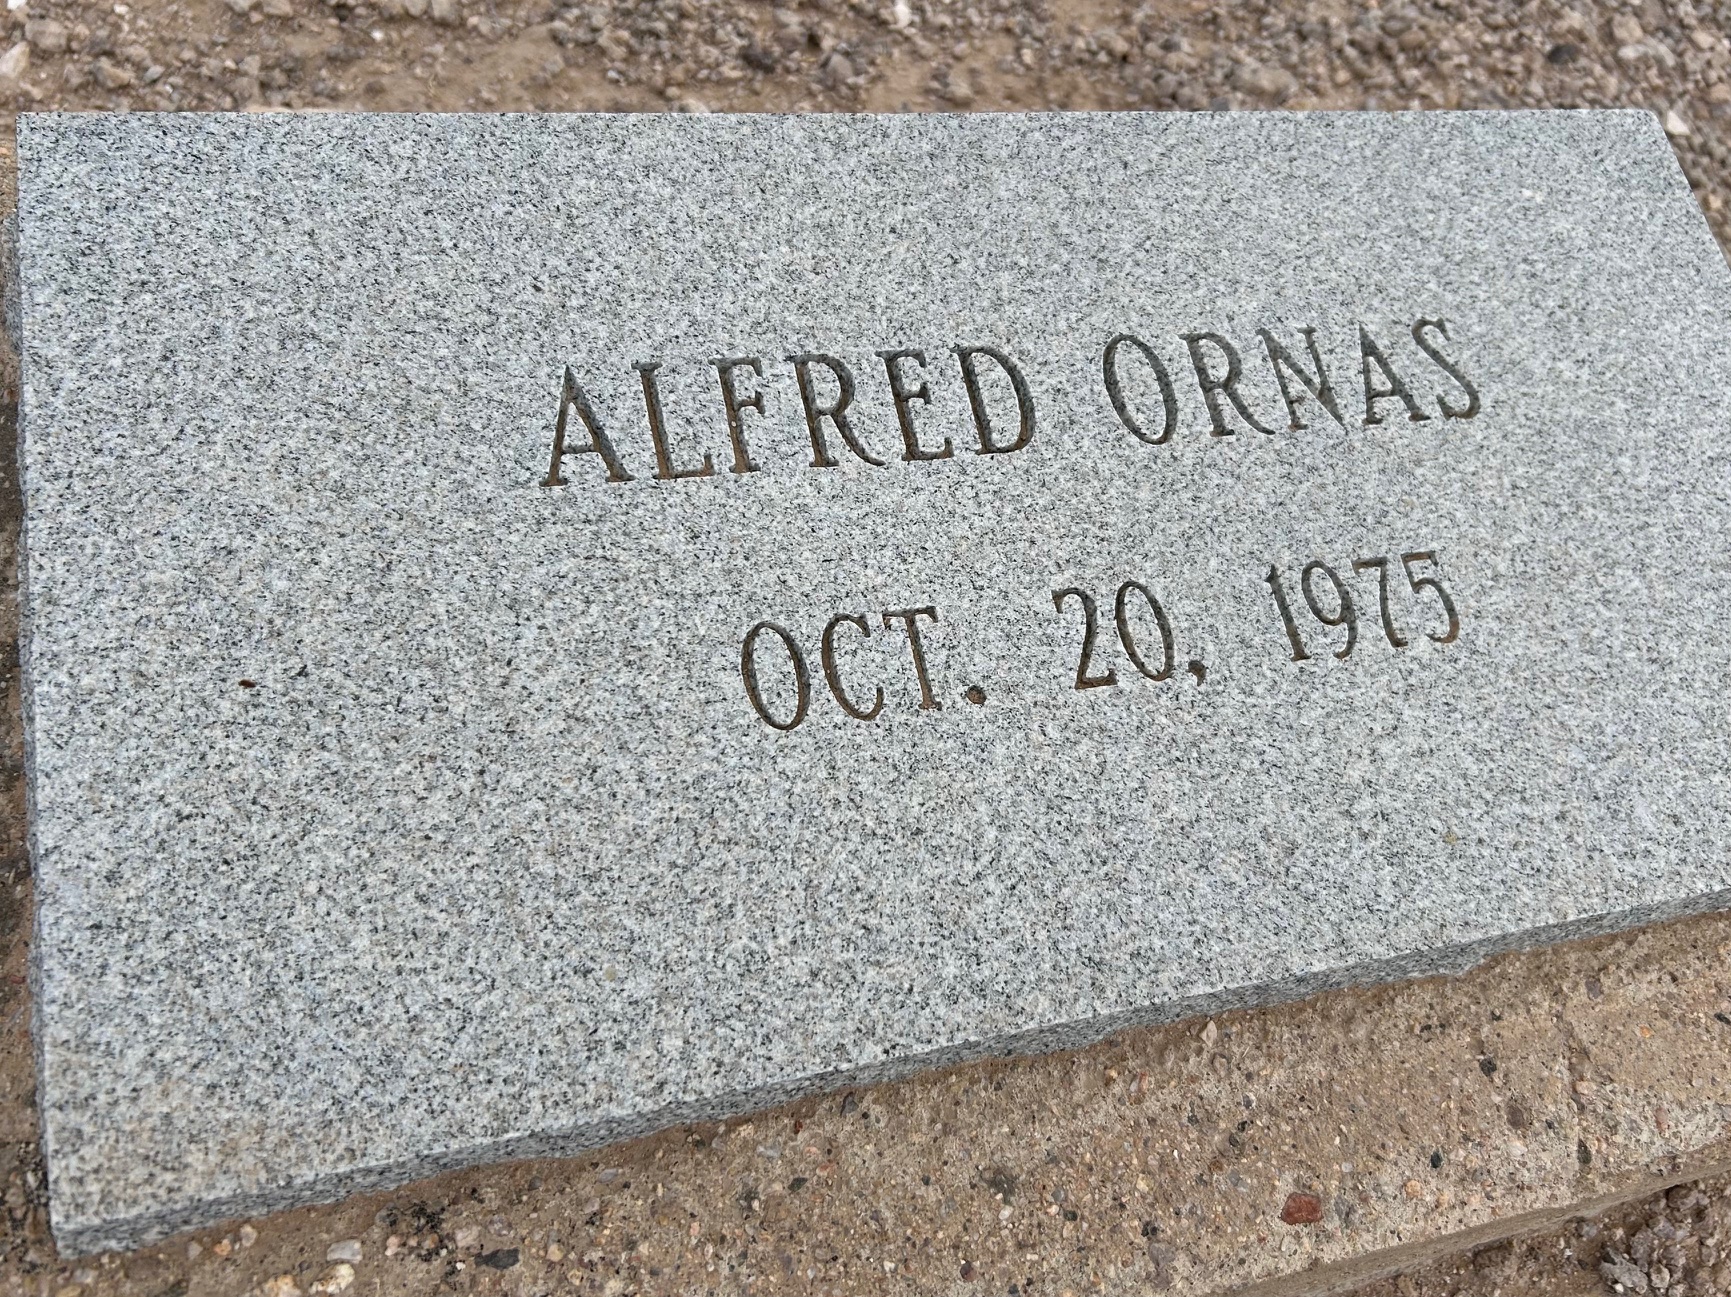 ALFRED ORNAS
OCT. 20, 1975